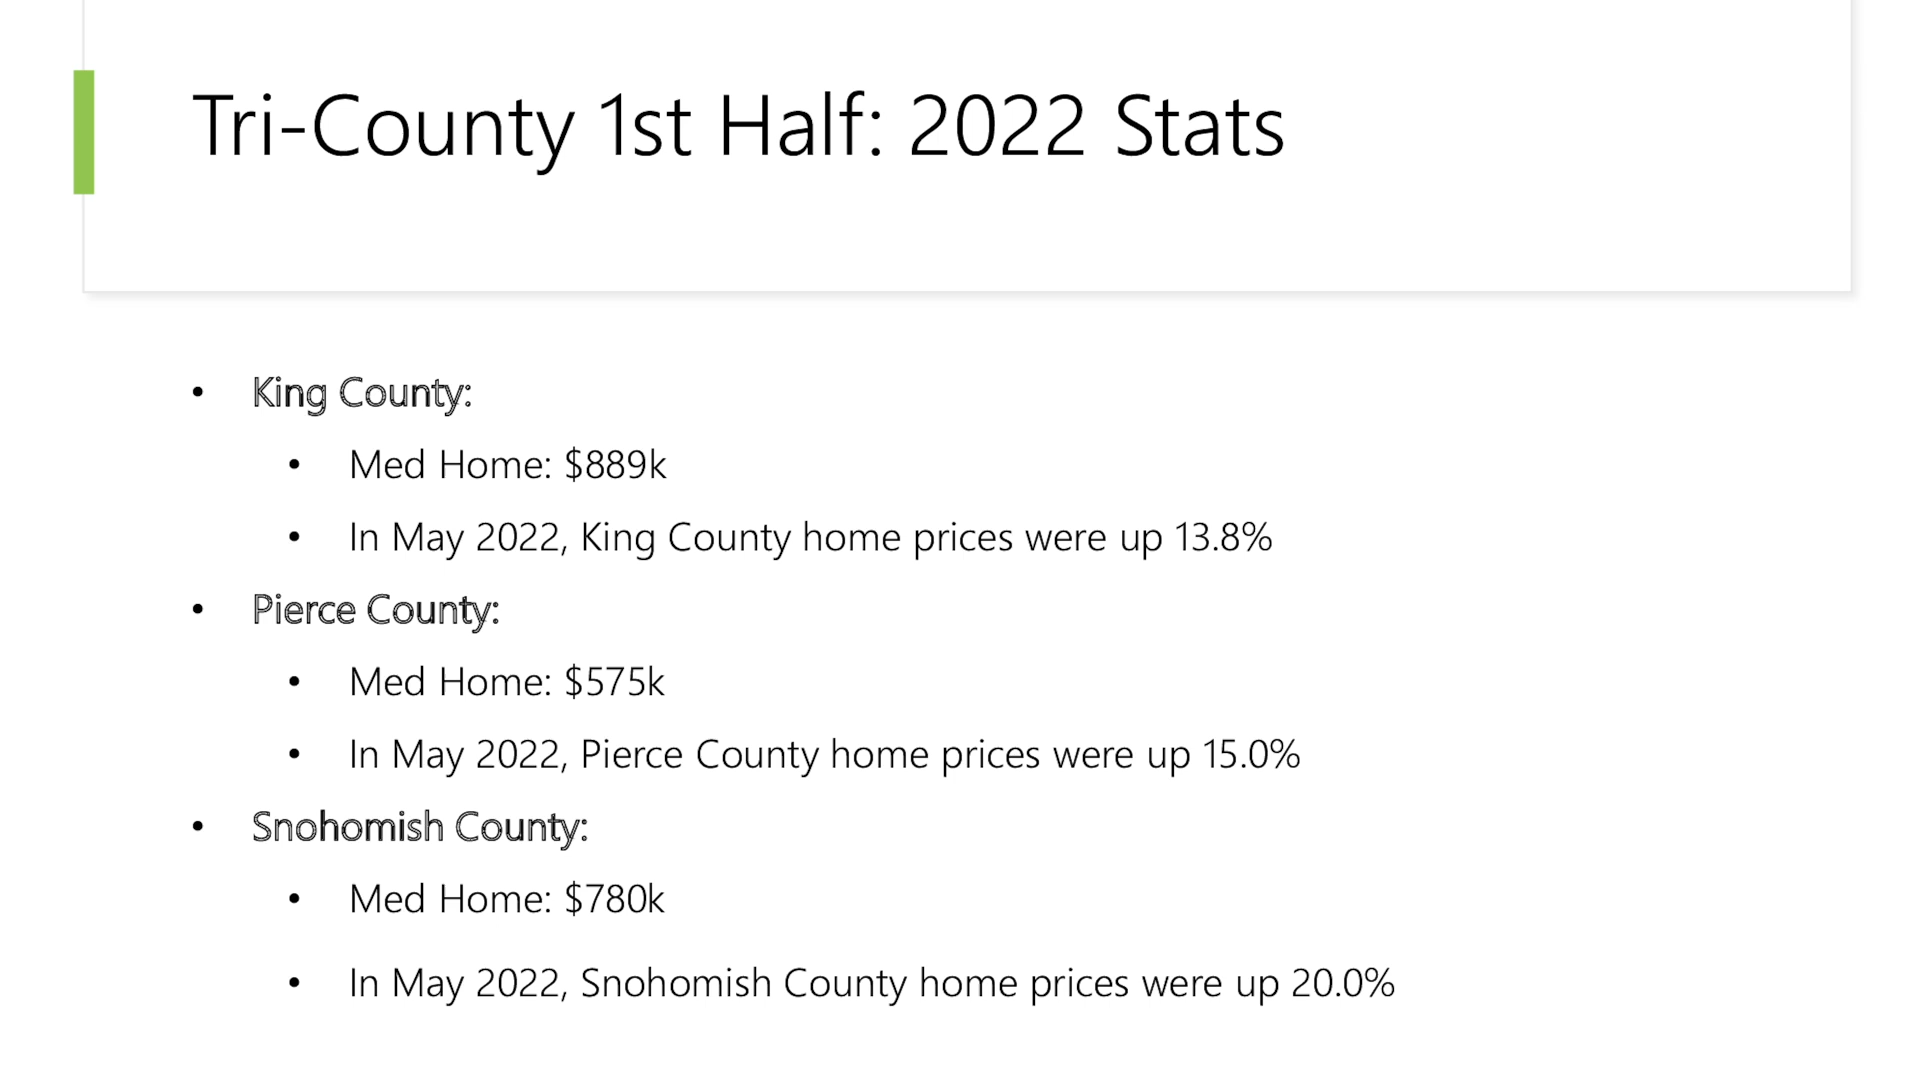 Tri-County 1st Half: 2022 Stats
• King County:
• Med Home: $889k
• In May 2022, King County home prices were up 13.8%
• Pierce County:
• Med Home: $575k
• In May 2022, Pierce County home prices were up 15.0%
• Snohomish County:
• Med Home: $780k
• In May 2022, Snohomish County home prices were up 20.0%